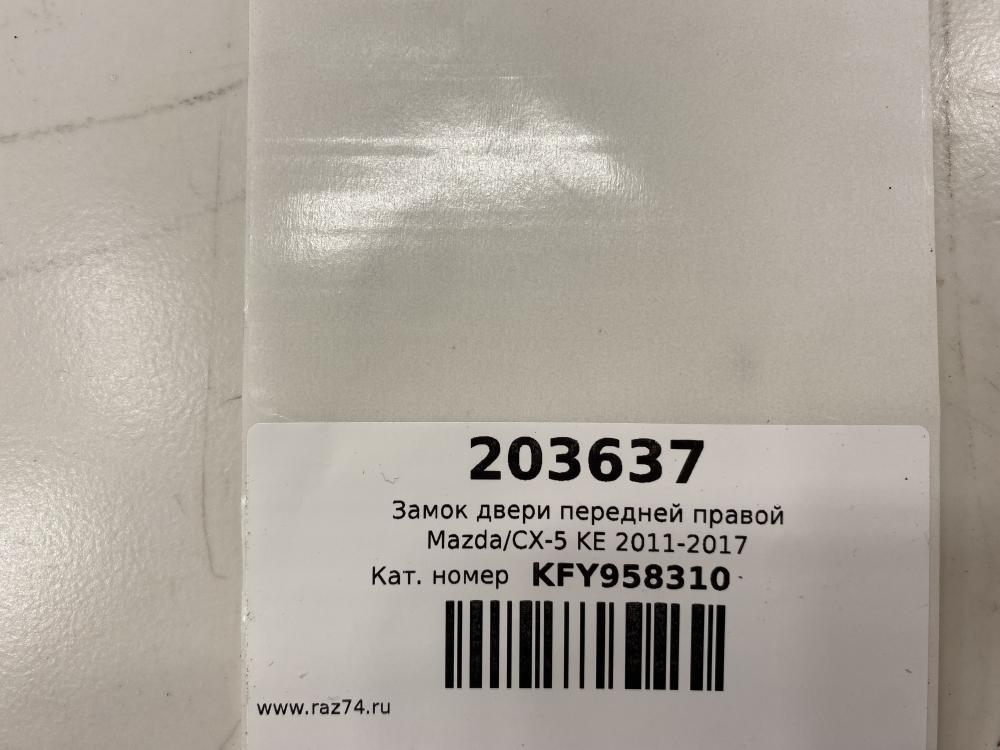 203637
Замок двери передней правой
Mazda/CX-5 KE 2011-2017
Кат. номер KFY958310
www.raz74.ru